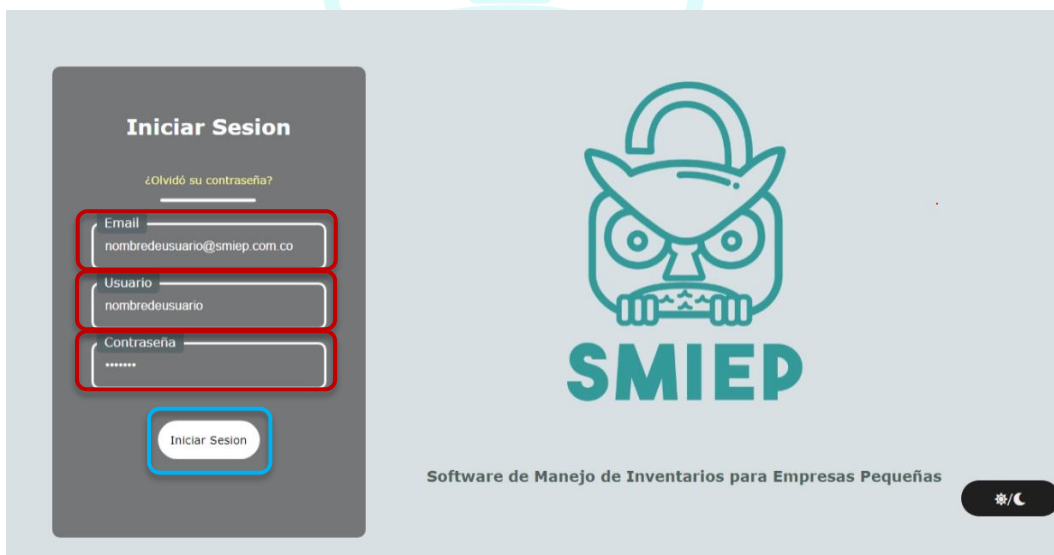 Iniciar Sesion
¿Olvidó su contraseña?
Email
nombredeusuario@smiep.com.co
Usuario
nombredeusuario
Contraseña
•••••••
Iniciar Sesion
SMIEP
Software de Manejo de Inventarios para Empresas Pequeñas
/